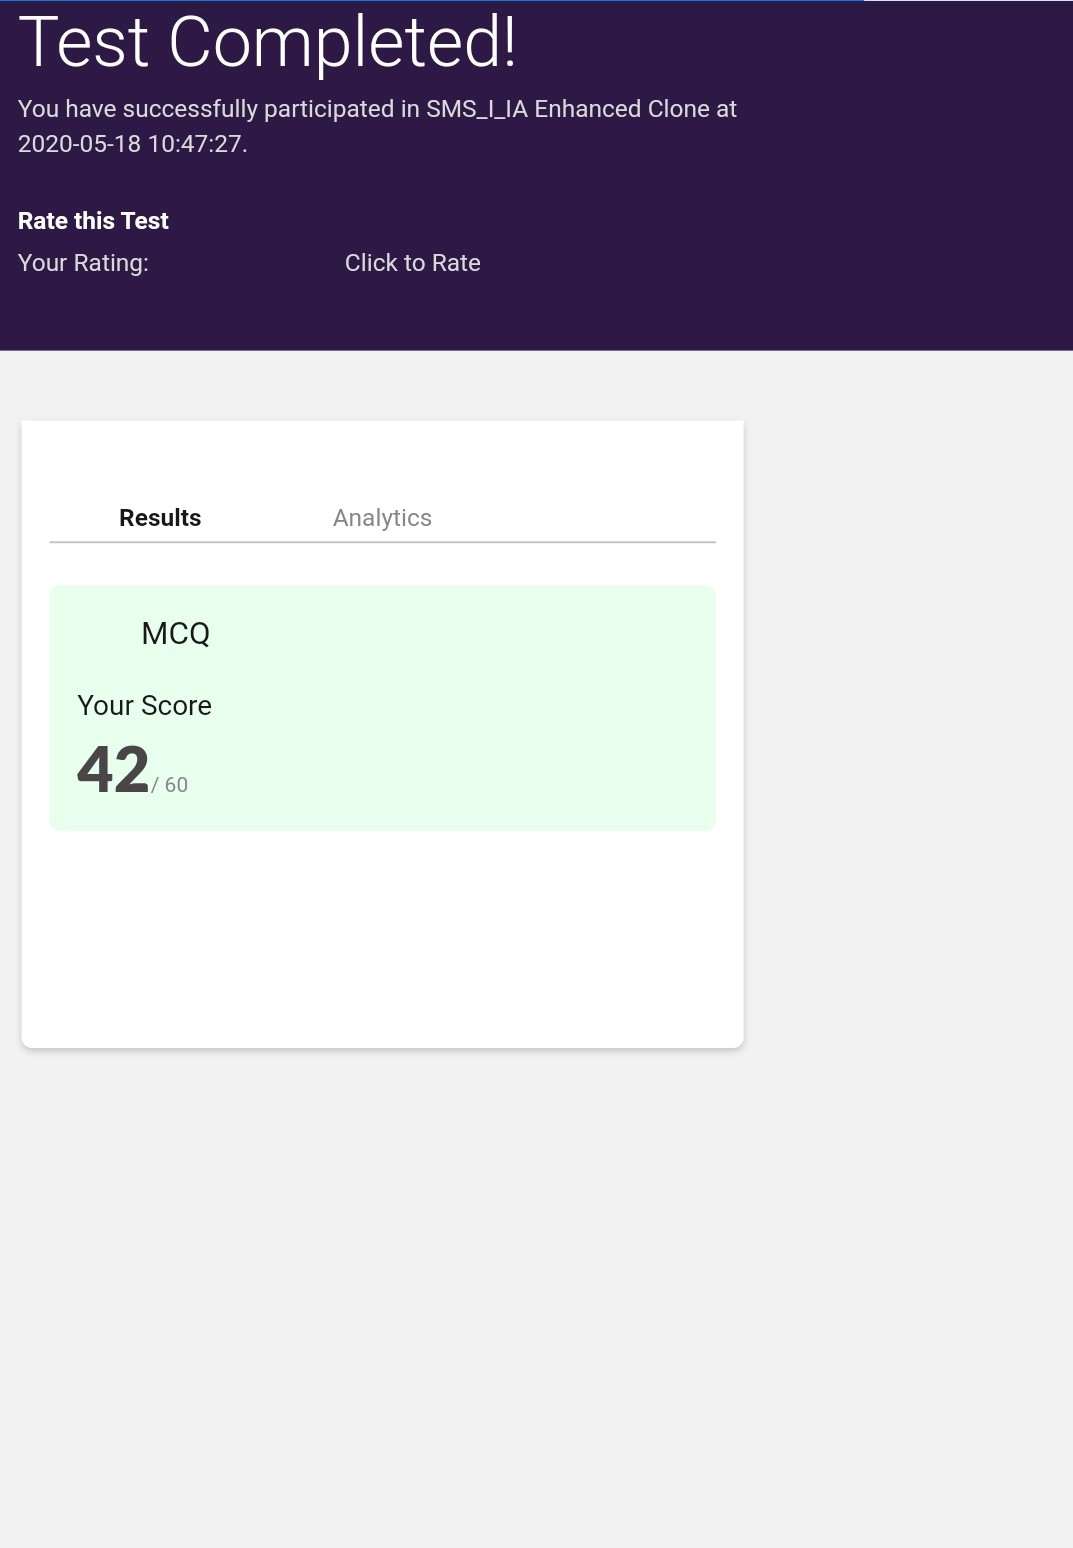 Test Completed!
You have successfully participated in SMS_I_IA Enhanced Clone at
2020-05-18 10:47:27.
Rate this Test
Your Rating: Click to Rate
Results Analytics
MCQ
Your Score
42/ 60